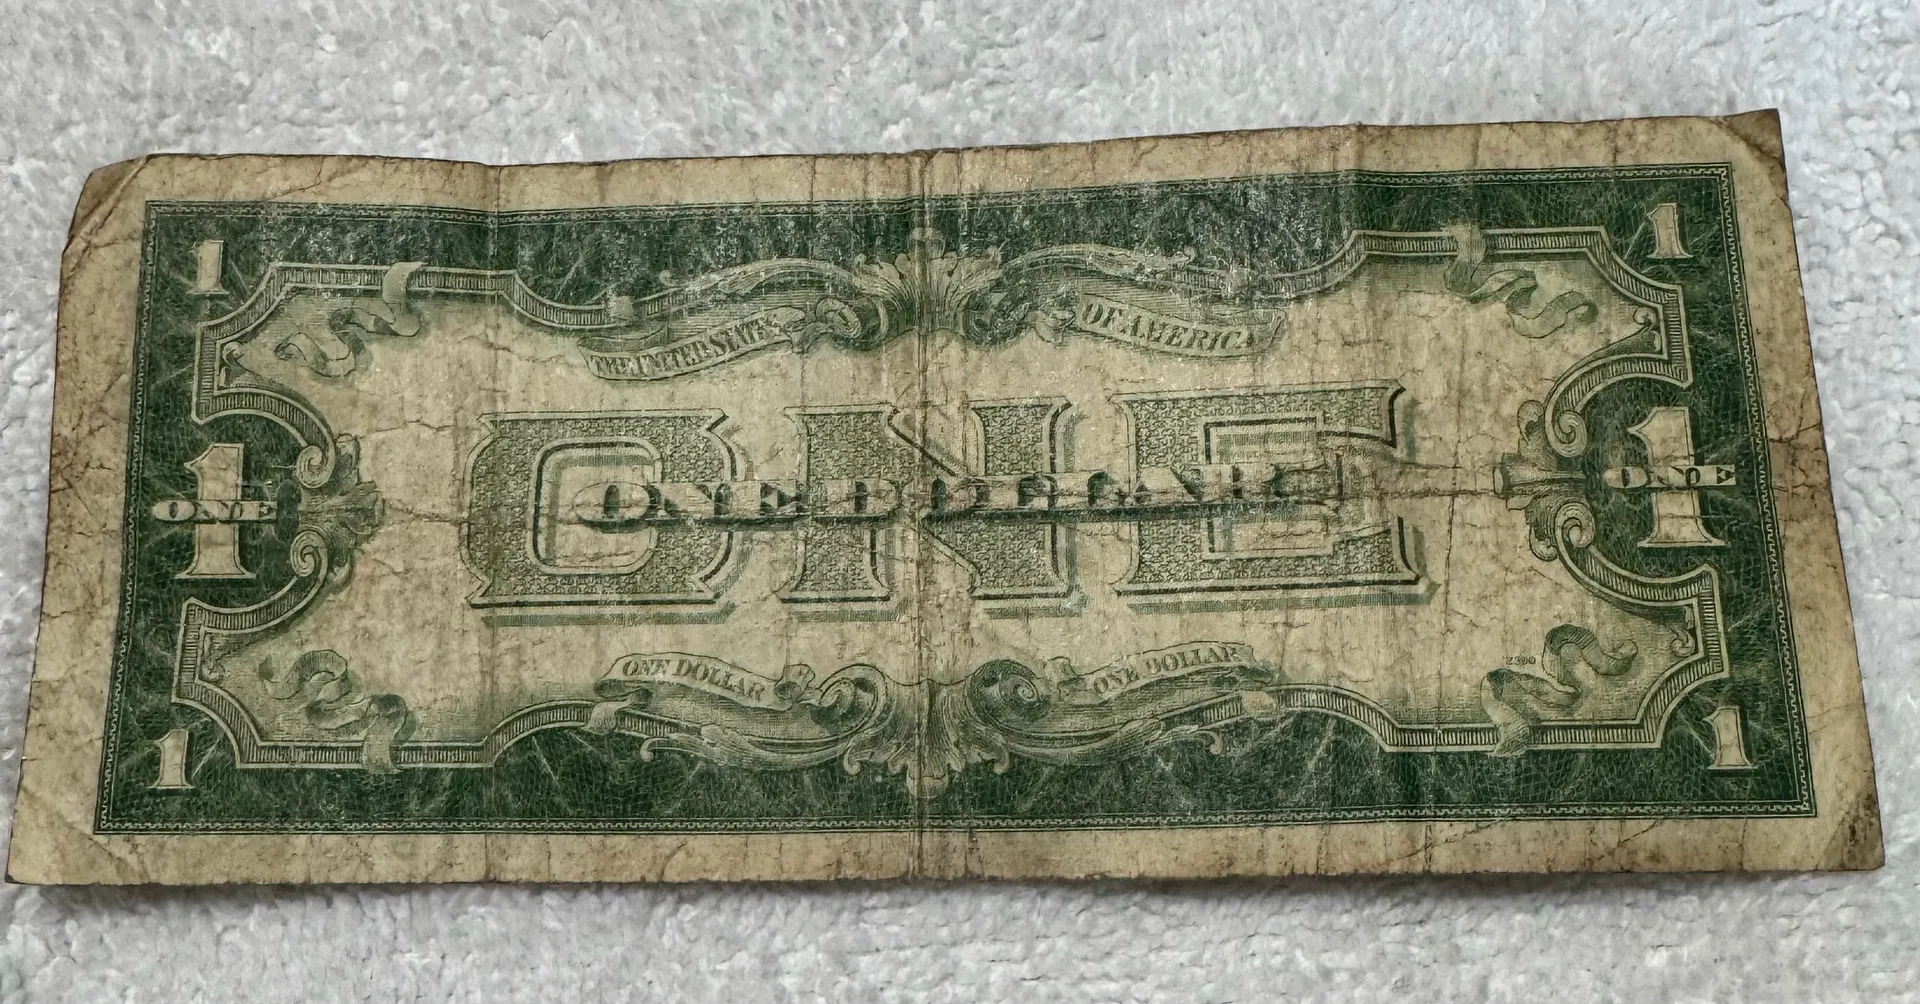 1 1
THE UNITED STATES OF AMERICA
ONE
1 ONE ONE DOLLAR 1 ONE
ONE DOLLAR ONE DOLLAR
1 1